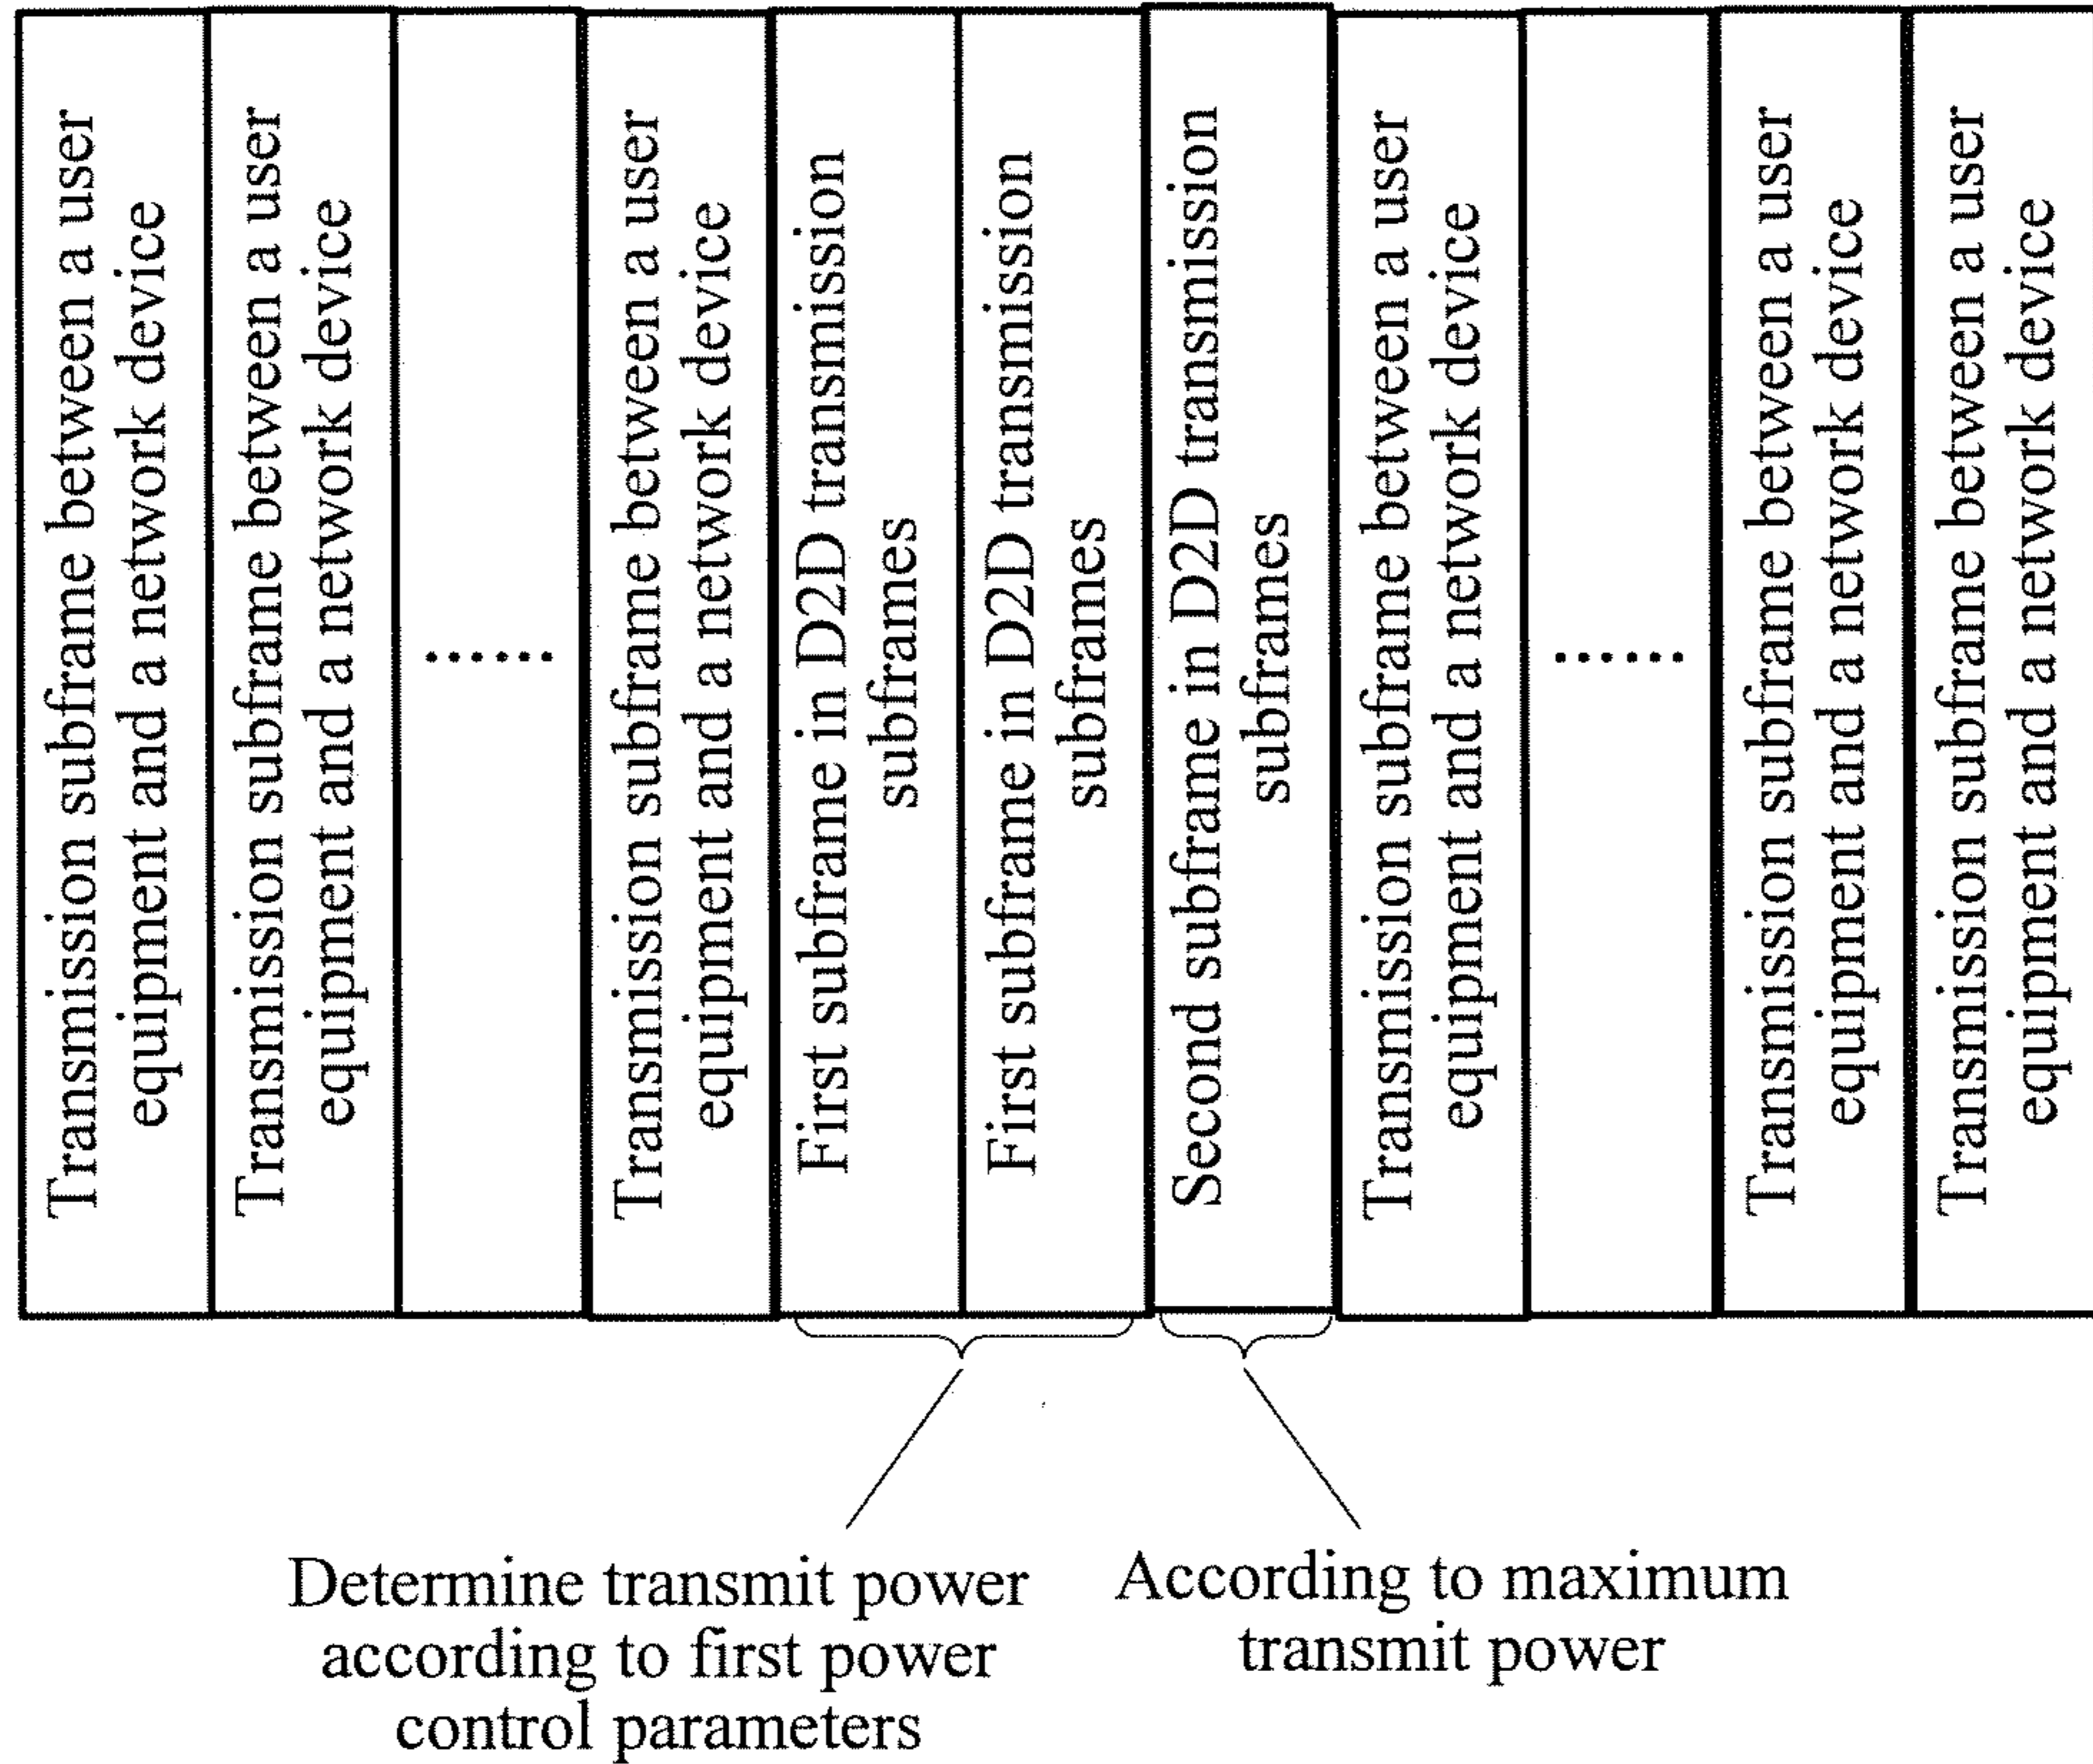 Transmission subframe between a user
equipment and a network device
Transmission subframe between a user
equipment and a network device
......
Transmission subframe between a user
equipment and a network device
First subframe in D2D transmission
subframes
First subframe in D2D transmission
subframes
Second subframe in D2D transmission
subframes
Transmission subframe between a user
equipment and a network device
......
Transmission subframe between a user
equipment and a network device
Transmission subframe between a user
equipment and a network device
Determine transmit power
according to first power
control parameters
According to maximum
transmit power